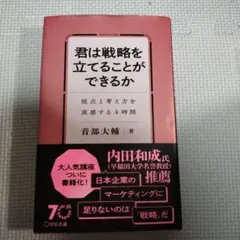 君は戦略を
立てることが
できるか
視点と考え方を
実感する4時間
音部大輔 著
大人気講座
ついに
書籍化!
内田和成氏
(早稲田大学名誉教授)
推薦
日本企業の
マーケティングに
足りないのは
「戦略」だ
70
宣伝会議